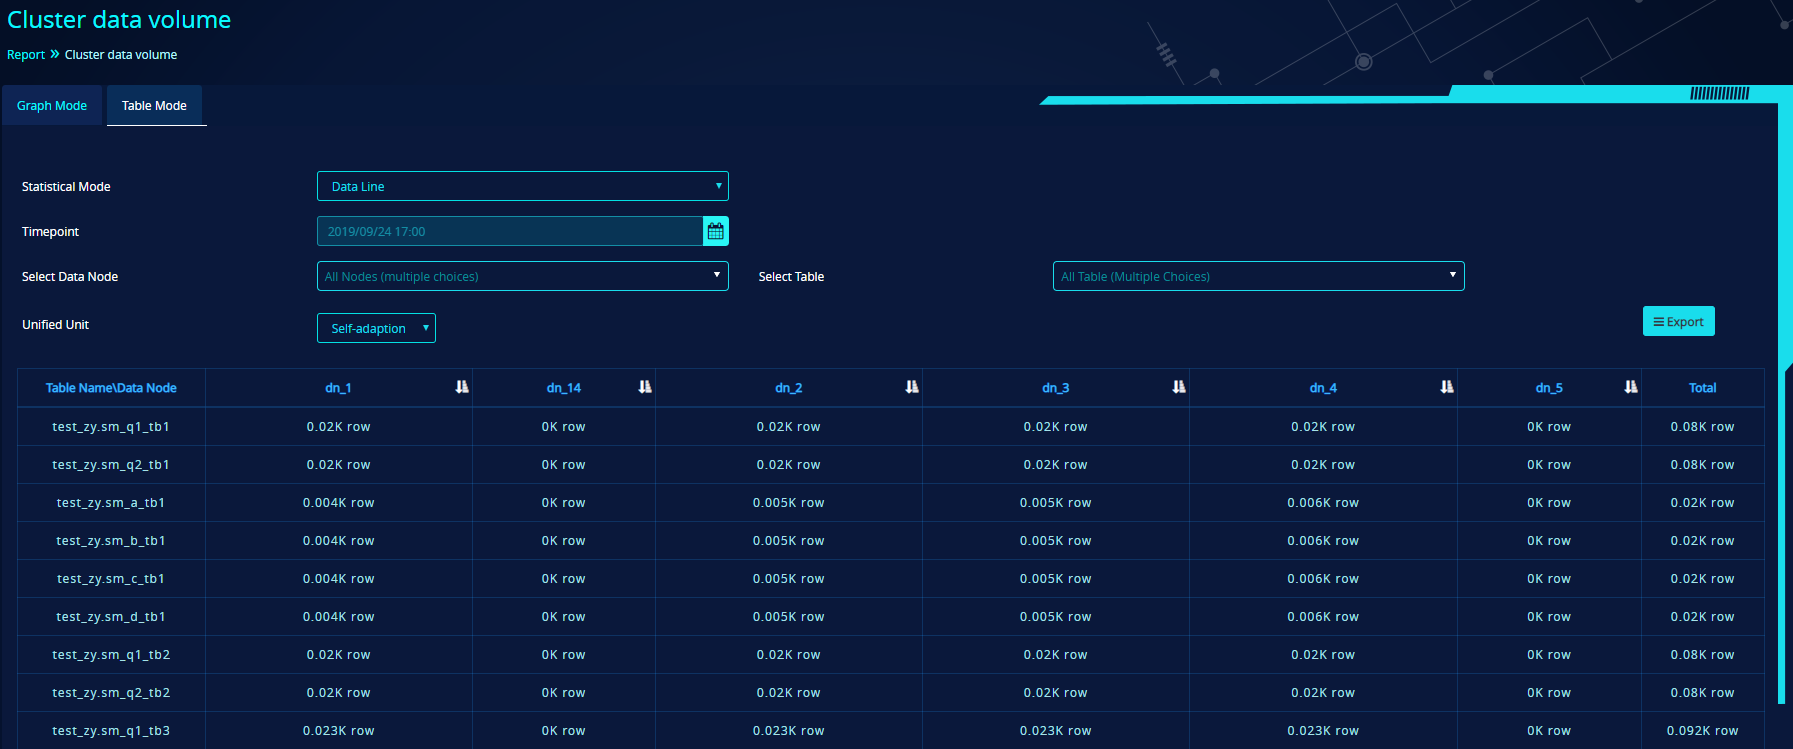 Cluster data volume
Report » Cluster data volume
Graph Mode Table Mode
Statistical Mode Data Line
Timepoint 2019/09/24 17:00
Select Data Node All Nodes (multiple choices) Select Table All Table (Multiple Choices)
Unified Unit Self-adaption Export
Table Name\Data Node dn_1 dn_14 dn_2 dn_3 dn_4 dn_5 Total
test_zy.sm_q1_tb1 0.02K row 0K row 0.02K row 0.02K row 0.02K row 0K row 0.08K row
test_zy.sm_q2_tb1 0.02K row 0K row 0.02K row 0.02K row 0.02K row 0K row 0.08K row
test_zy.sm_a_tb1 0.004K row 0K row 0.005K row 0.005K row 0.006K row 0K row 0.02K row
test_zy.sm_b_tb1 0.004K row 0K row 0.005K row 0.005K row 0.006K row 0K row 0.02K row
test_zy.sm_c_tb1 0.004K row 0K row 0.005K row 0.005K row 0.006K row 0K row 0.02K row
test_zy.sm_d_tb1 0.004K row 0K row 0.005K row 0.005K row 0.006K row 0K row 0.02K row
test_zy.sm_q1_tb2 0.02K row 0K row 0.02K row 0.02K row 0.02K row 0K row 0.08K row
test_zy.sm_q2_tb2 0.02K row 0K row 0.02K row 0.02K row 0.02K row 0K row 0.08K row
test_zy.sm_q1_tb3 0.023K row 0K row 0.023K row 0.023K row 0.023K row 0K row 0.092K row